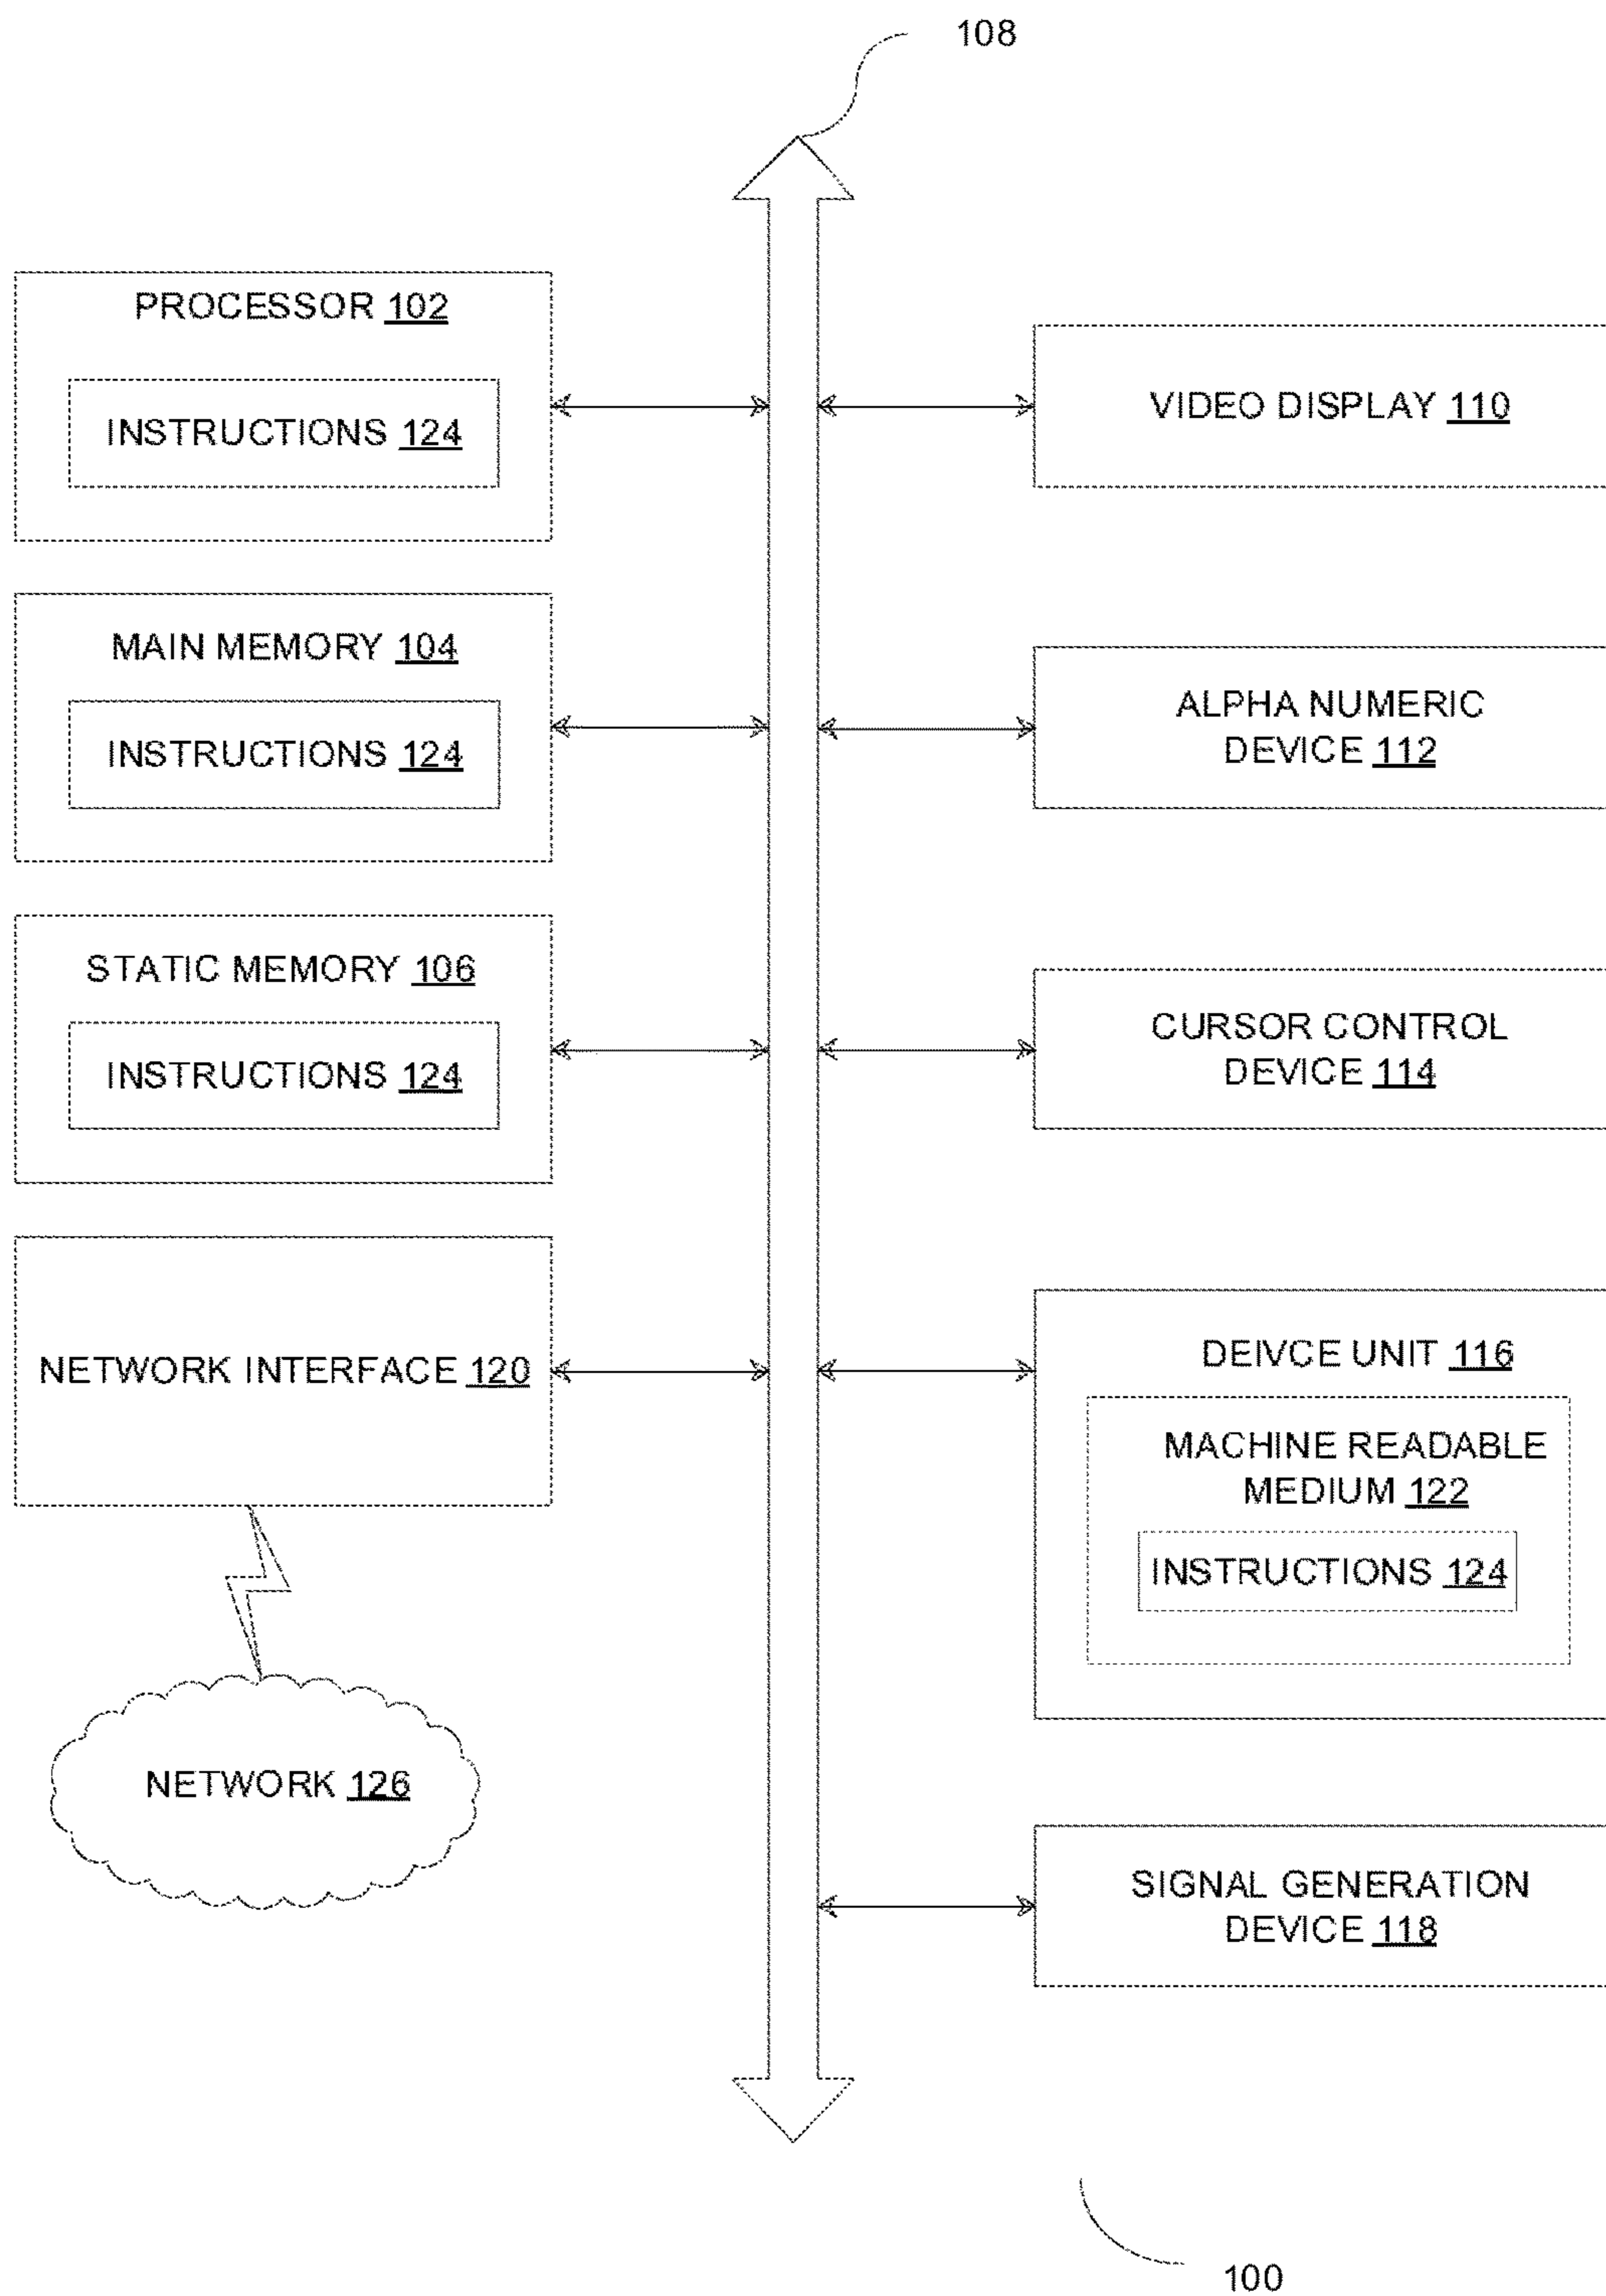 108
PROCESSOR 102
INSTRUCTIONS 124
MAIN MEMORY 104
INSTRUCTIONS 124
STATIC MEMORY 106
INSTRUCTIONS 124
NETWORK INTERFACE 120
NETWORK 126
VIDEO DISPLAY 110
ALPHA NUMERIC
DEVICE 112
CURSOR CONTROL
DEVICE 114
DEIVCE UNIT 116
MACHINE READABLE
MEDIUM 122
INSTRUCTIONS 124
SIGNAL GENERATION
DEVICE 118
100